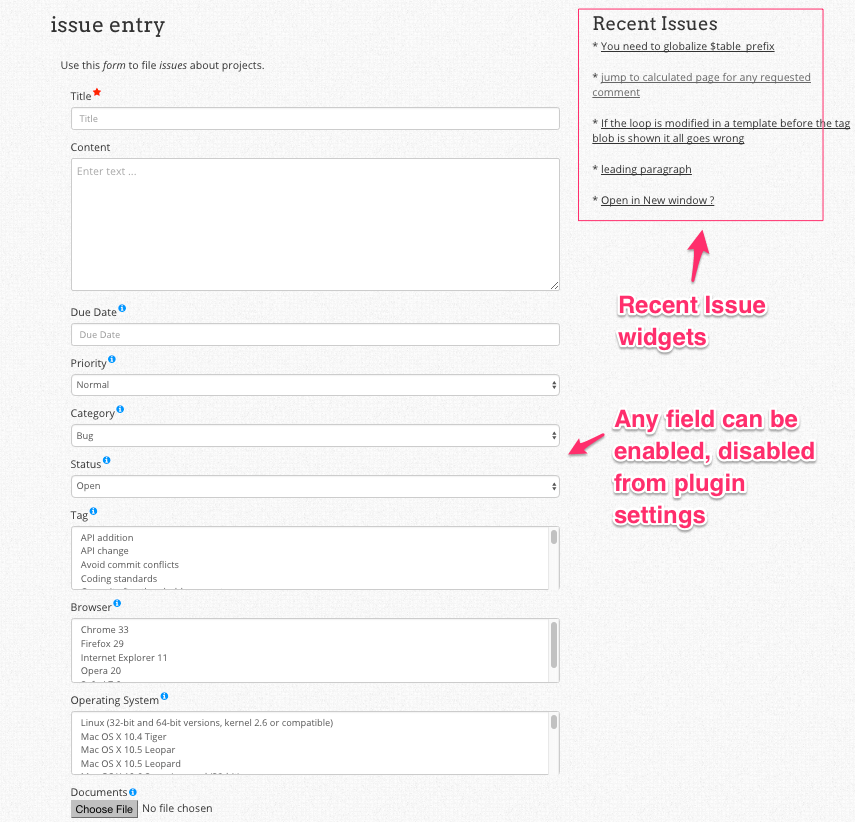 issue entry
Use this form to file issues about projects.
Title
Title
Content
Enter text ...
Due Date
Due Date
Priority
Normal
Category
Bug
Status
Open
Tag
API addition
API change
Avoid commit conflicts
Coding standards
Browser
Chrome 33
Firefox 29
Internet Explorer 11
Opera 20
Operating System
Linux (32-bit and 64-bit versions, kernel 2.6 or compatible)
Mac OS X 10.4 Tiger
Mac OS X 10.5 Leopar
Mac OS X 10.5 Leopard
Documents
Choose File No file chosen
Recent Issues
* You need to globalize $table_prefix
* jump to calculated page for any requested
comment
* If the loop is modified in a template before the tag
blob is shown it all goes wrong
* leading paragraph
* Open in New window ?
Recent Issue
widgets
Any field can be
enabled, disabled
from plugin
settings